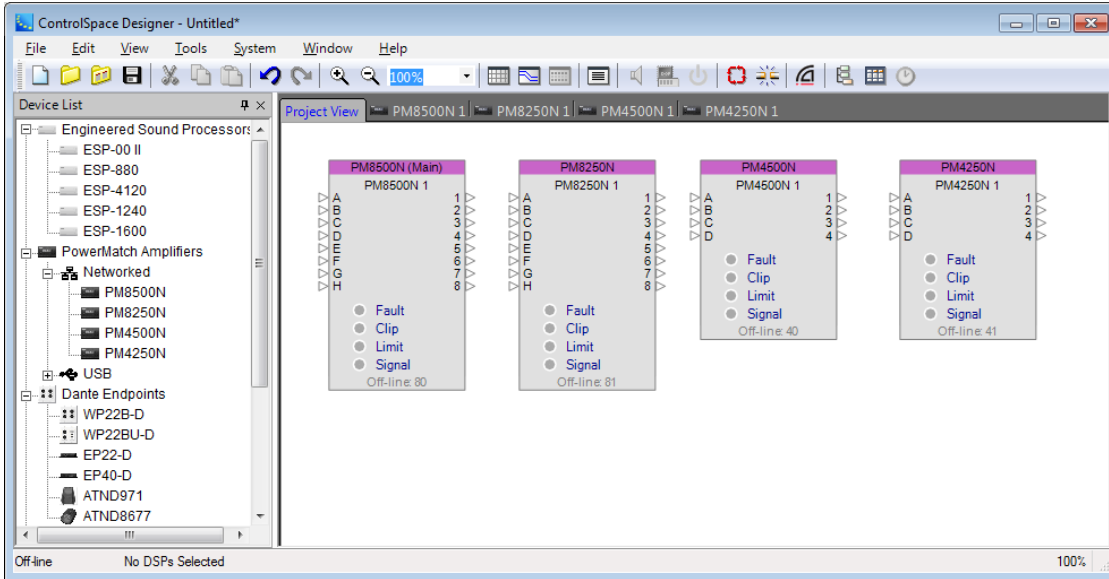 ControlSpace Designer - Untitled*
File Edit View Tools System Window Help
100%
Device List
Engineered Sound Processors
ESP-00 II
ESP-880
ESP-4120
ESP-1240
ESP-1600
PowerMatch Amplifiers
Networked
PM8500N
PM8250N
PM4500N
PM4250N
USB
Dante Endpoints
WP22B-D
WP22BU-D
EP22-D
EP40-D
ATND971
ATND8677
Project View PM8500N 1 PM8250N 1 PM4500N 1 PM4250N 1
PM8500N (Main)
PM8500N 1
A 1
B 2
C 3
D 4
E 5
F 6
G 7
H 8
Fault
Clip
Limit
Signal
Off-line: 80
PM8250N
PM8250N 1
A 1
B 2
C 3
D 4
E 5
F 6
G 7
H 8
Fault
Clip
Limit
Signal
Off-line: 81
PM4500N
PM4500N 1
A 1
B 2
C 3
D 4
Fault
Clip
Limit
Signal
Off-line: 40
PM4250N
PM4250N 1
A 1
B 2
C 3
D 4
Fault
Clip
Limit
Signal
Off-line: 41
Off-line No DSPs Selected 100%